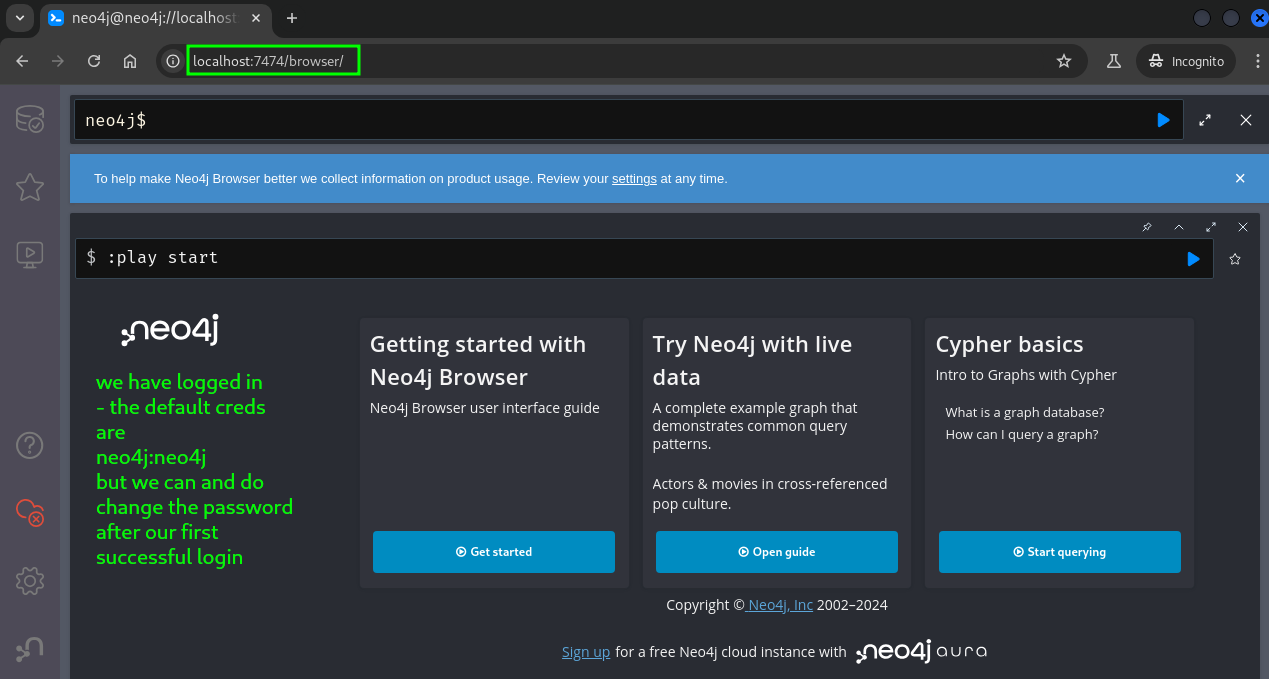 neo4j@neo4j://localhost:
localhost:7474/browser/
Incognito
neo4j$
To help make Neo4j Browser better we collect information on product usage. Review your settings at any time.
$ :play start
neo4j
we have logged in
- the default creds
are
neo4j:neo4j
but we can and do
change the password
after our first
successful login
Getting started with
Neo4j Browser
Neo4j Browser user interface guide
Get started
Try Neo4j with live
data
A complete example graph that
demonstrates common query
patterns.
Actors & movies in cross-referenced
pop culture.
Open guide
Cypher basics
Intro to Graphs with Cypher
What is a graph database?
How can I query a graph?
Start querying
Copyright © Neo4j, Inc 2002–2024
Sign up for a free Neo4j cloud instance with neo4j aura